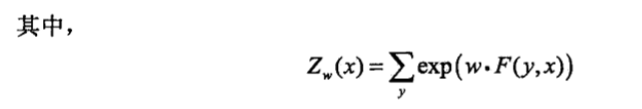 其中，
Z_w(x) = ∑_y exp(w·F(y,x))